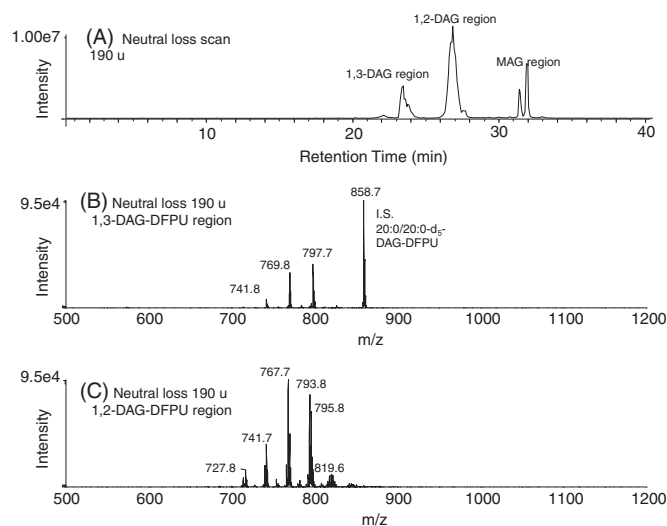 (A) Neutral loss scan
190 u
1,2-DAG region
1,3-DAG region
MAG region
1.00e7
Intensity
10
20
30
40
Retention Time (min)
(B) Neutral loss 190 u
1,3-DAG-DFPU region
9.5e4
858.7
I.S.
20:0/20:0-d5-
DAG-DFPU
797.7
769.8
741.8
Intensity
500 600 700 800 900 1000 1100 1200
m/z
(C) Neutral loss 190 u
1,2-DAG-DFPU region
9.5e4
767.7
793.8
795.8
741.7
727.8
819.6
Intensity
500 600 700 800 900 1000 1100 1200
m/z